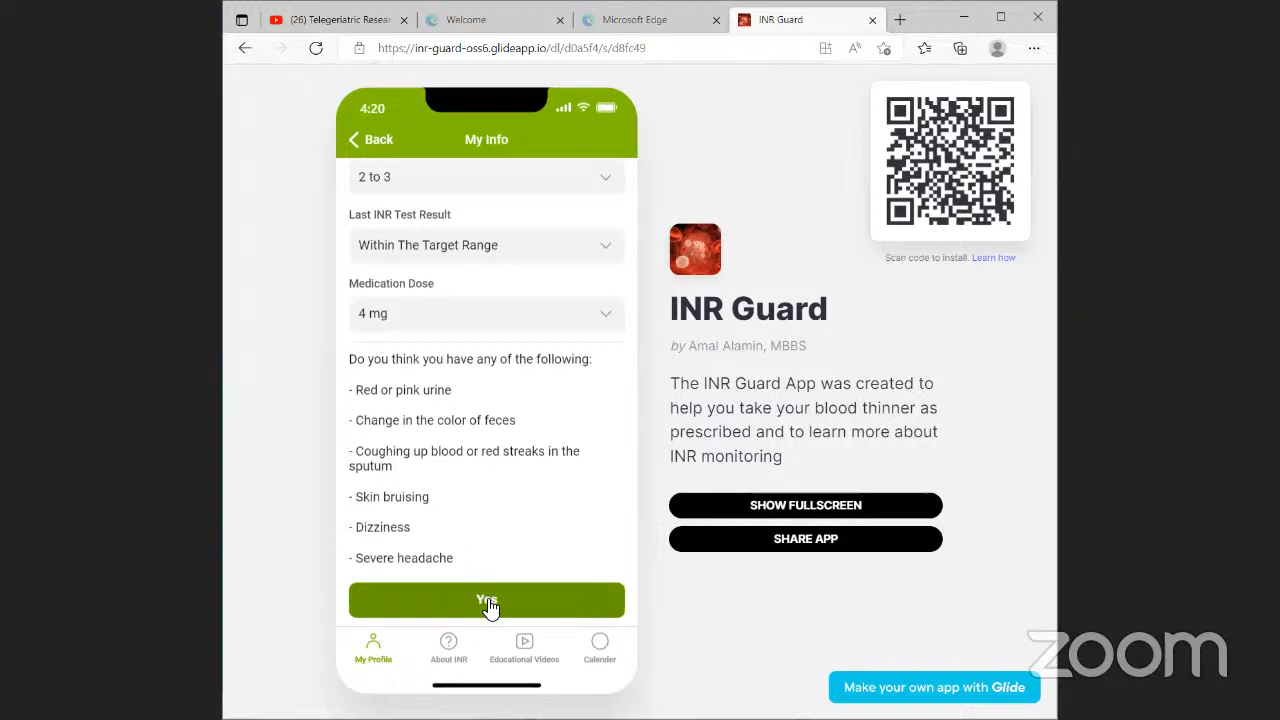 (26) Telegeriatric Resear
Welcome
Microsoft Edge
INR Guard
https://inr-guard-oss6.glideapp.io/dl/d0a5f4/s/d8fc49
4:20
Back
My Info
2 to 3
Last INR Test Result
Within The Target Range
Medication Dose
4 mg
Do you think you have any of the following:
- Red or pink urine
- Change in the color of feces
- Coughing up blood or red streaks in the
sputum
- Skin bruising
- Dizziness
- Severe headache
Yes
My Profile
About INR
Educational Videos
Calender
Scan code to install. Learn how
INR Guard
by Amal Alamin, MBBS
The INR Guard App was created to
help you take your blood thinner as
prescribed and to learn more about
INR monitoring
SHOW FULLSCREEN
SHARE APP
Make your own app with Glide
zoom